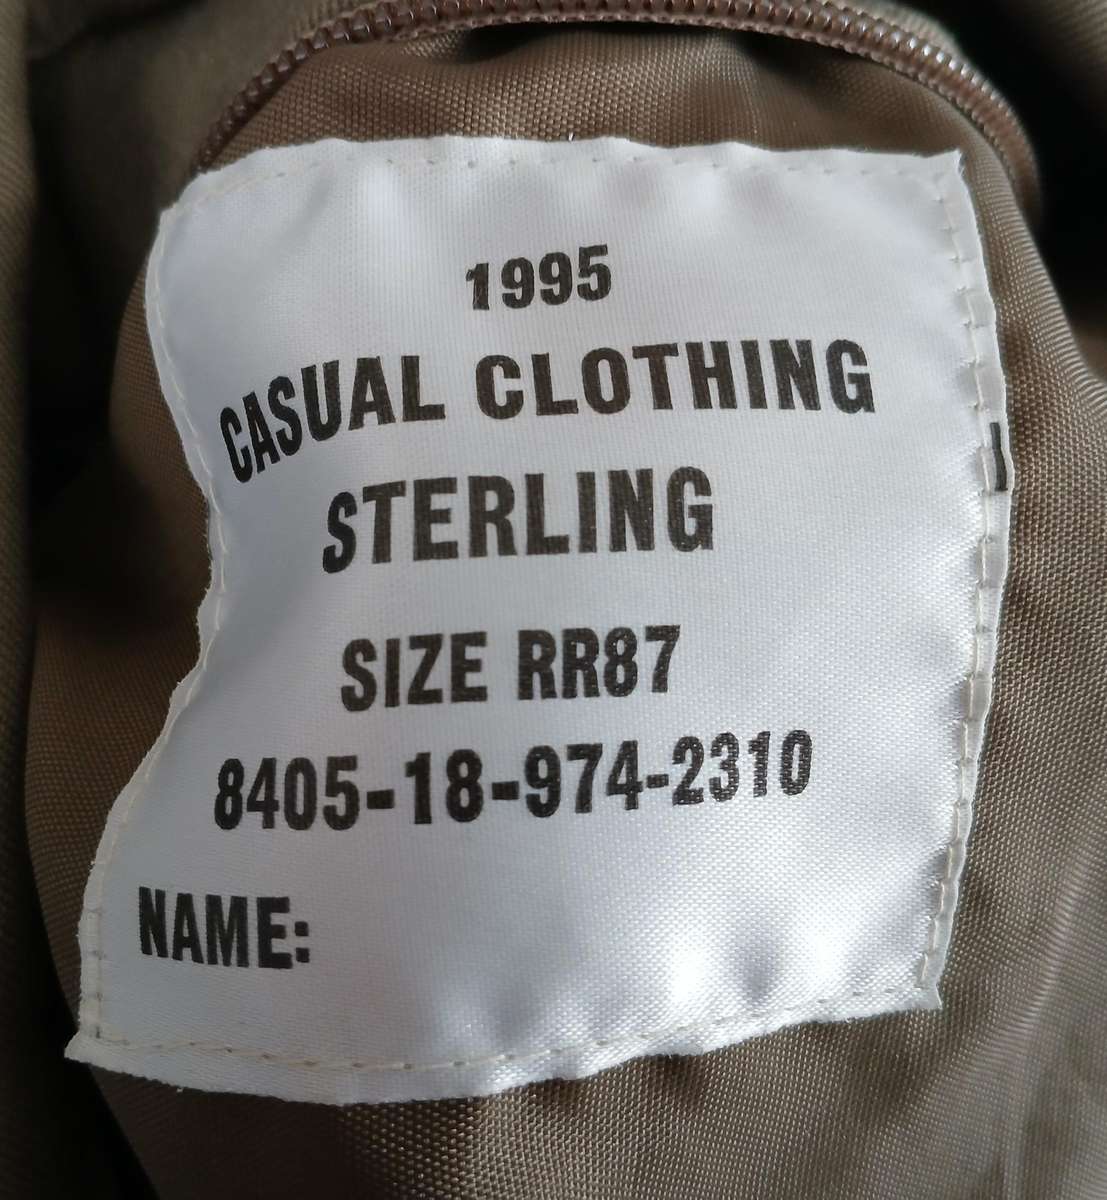 1995
CASUAL CLOTHING
STERLING
SIZE RR87
8405-18-974-2310
NAME: